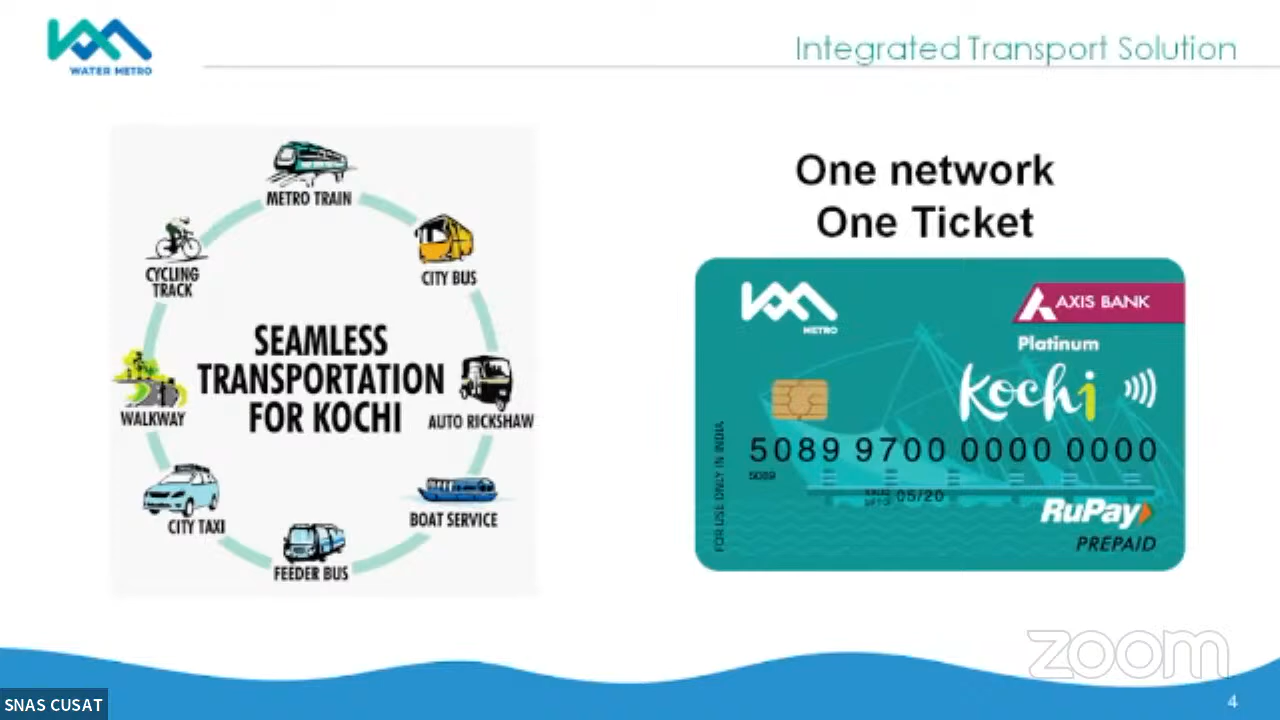 WATER METRO
Integrated Transport Solution
METRO TRAIN
CITY BUS
AUTO RICKSHAW
BOAT SERVICE
FEEDER BUS
CITY TAXI
WALKWAY
CYCLING
TRACK
SEAMLESS
TRANSPORTATION
FOR KOCHI
One network
One Ticket
METRO
AXIS BANK
Platinum
Kochi
5089 9700 0000 0000
5089
05/20
FOR USE ONLY IN INDIA
RuPay
PREPAID
zoom
SNAS CUSAT
4